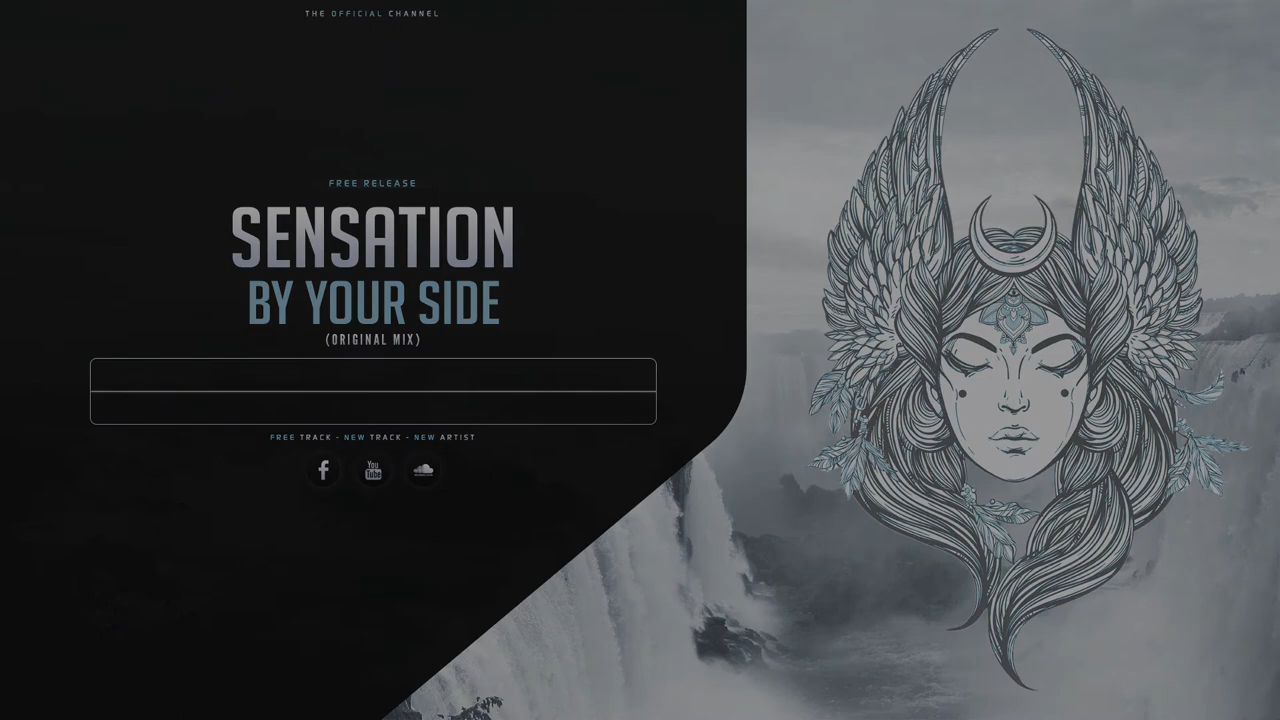 THE OFFICIAL CHANNEL
FREE RELEASE
SENSATION
BY YOUR SIDE
(ORIGINAL MIX)
FREE TRACK - NEW TRACK - NEW ARTIST
You
Tube